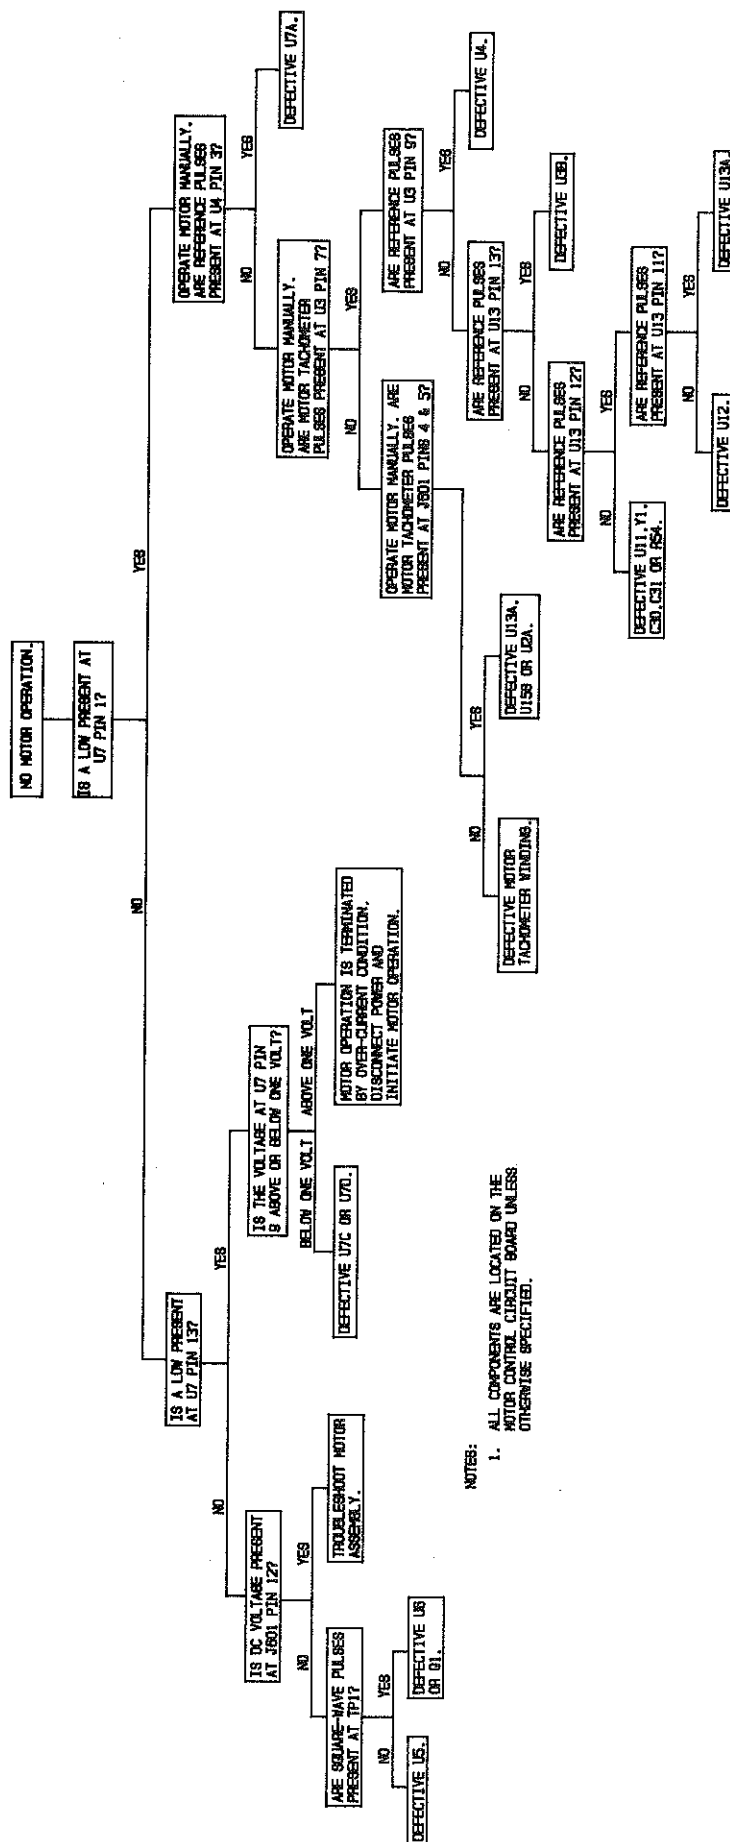 NO MOTOR OPERATION.
IS A LOW PRESENT AT
U7 PIN 1?
NO
YES
IS A LOW PRESENT
AT U7 PIN 13?
NO
YES
IS DC VOLTAGE PRESENT
AT J601 PIN 12?
NO
YES
ARE SQUARE-WAVE PULSES
PRESENT AT TP1?
NO
YES
DEFECTIVE U5.
DEFECTIVE U6
OR Q1.
TROUBLESHOOT MOTOR
ASSEMBLY.
IS THE VOLTAGE AT U7 PIN
9 ABOVE OR BELOW ONE VOLT?
BELOW ONE VOLT
ABOVE ONE VOLT
DEFECTIVE U7C OR U7D.
MOTOR OPERATION IS TERMINATED
BY OVER-CURRENT CONDITION,
DISCONNECT POWER AND
INITIATE MOTOR OPERATION.
OPERATE MOTOR MANUALLY.
ARE REFERENCE PULSES
PRESENT AT U4 PIN 3?
NO
YES
DEFECTIVE U7A.
OPERATE MOTOR MANUALLY.
ARE MOTOR TACHOMETER
PULSES PRESENT AT U3 PIN 7?
NO
YES
OPERATE MOTOR MANUALLY. ARE
MOTOR TACHOMETER PULSES
PRESENT AT J601 PINS 4 & 5?
NO
YES
DEFECTIVE MOTOR
TACHOMETER WINDING.
DEFECTIVE U13A.
U15B OR U2A.
ARE REFERENCE PULSES
PRESENT AT U3 PIN 9?
NO
YES
DEFECTIVE U4.
ARE REFERENCE PULSES
PRESENT AT U13 PIN 13?
NO
YES
DEFECTIVE U3B.
ARE REFERENCE PULSES
PRESENT AT U13 PIN 12?
NO
YES
DEFECTIVE U11,Y1.
C30,C31 OR R54.
ARE REFERENCE PULSES
PRESENT AT U13 PIN 11?
NO
YES
DEFECTIVE U12.
DEFECTIVE U13A.
NOTES:
1. ALL COMPONENTS ARE LOCATED ON THE
MOTOR CONTROL CIRCUIT BOARD UNLESS
OTHERWISE SPECIFIED.